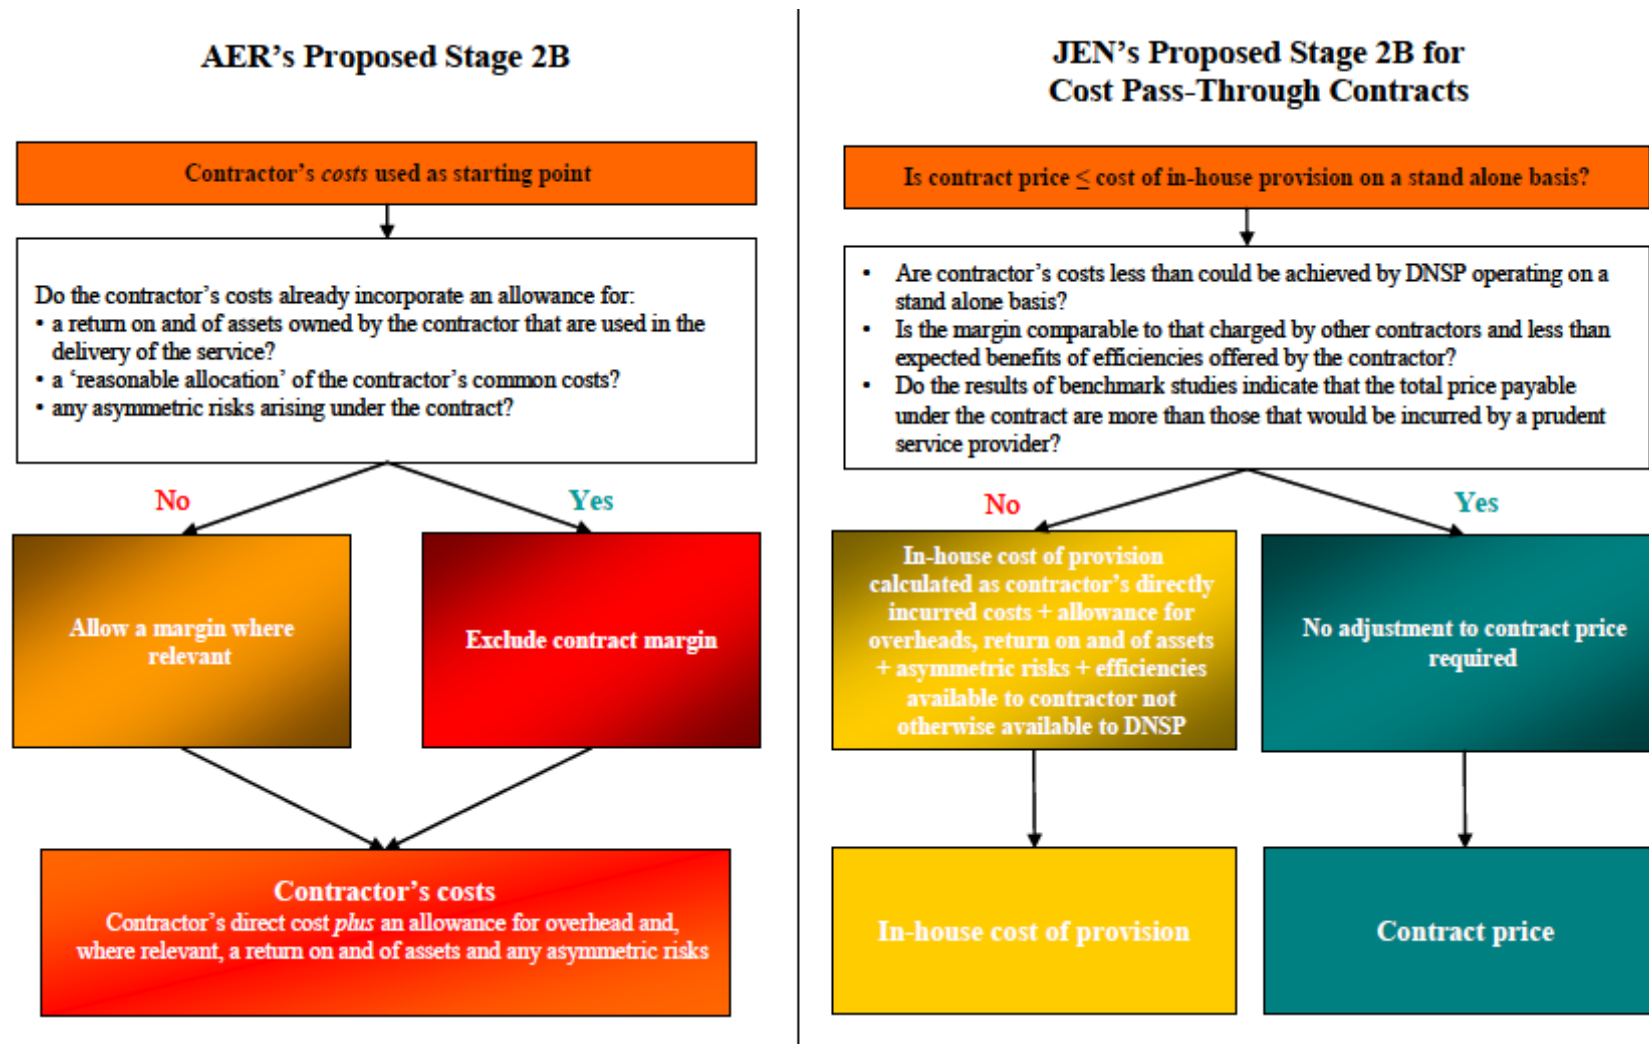 AER's Proposed Stage 2B
Contractor's costs used as starting point
Do the contractor's costs already incorporate an allowance for:
• a return on and of assets owned by the contractor that are used in the
delivery of the service?
• a 'reasonable allocation' of the contractor's common costs?
• any asymmetric risks arising under the contract?
No
Yes
Allow a margin where
relevant
Exclude contract margin
Contractor's costs
Contractor's direct cost plus an allowance for overhead and,
where relevant, a return on and of assets and any asymmetric risks
JEN's Proposed Stage 2B for
Cost Pass-Through Contracts
Is contract price ≤ cost of in-house provision on a stand alone basis?
• Are contractor's costs less than could be achieved by DNSP operating on a
stand alone basis?
• Is the margin comparable to that charged by other contractors and less than
expected benefits of efficiencies offered by the contractor?
• Do the results of benchmark studies indicate that the total price payable
under the contract are more than those that would be incurred by a prudent
service provider?
No
Yes
In-house cost of provision
calculated as contractor's directly
incurred costs + allowance for
overheads, return on and of assets
+ asymmetric risks + efficiencies
available to contractor not
otherwise available to DNSP
No adjustment to contract price
required
In-house cost of provision
Contract price